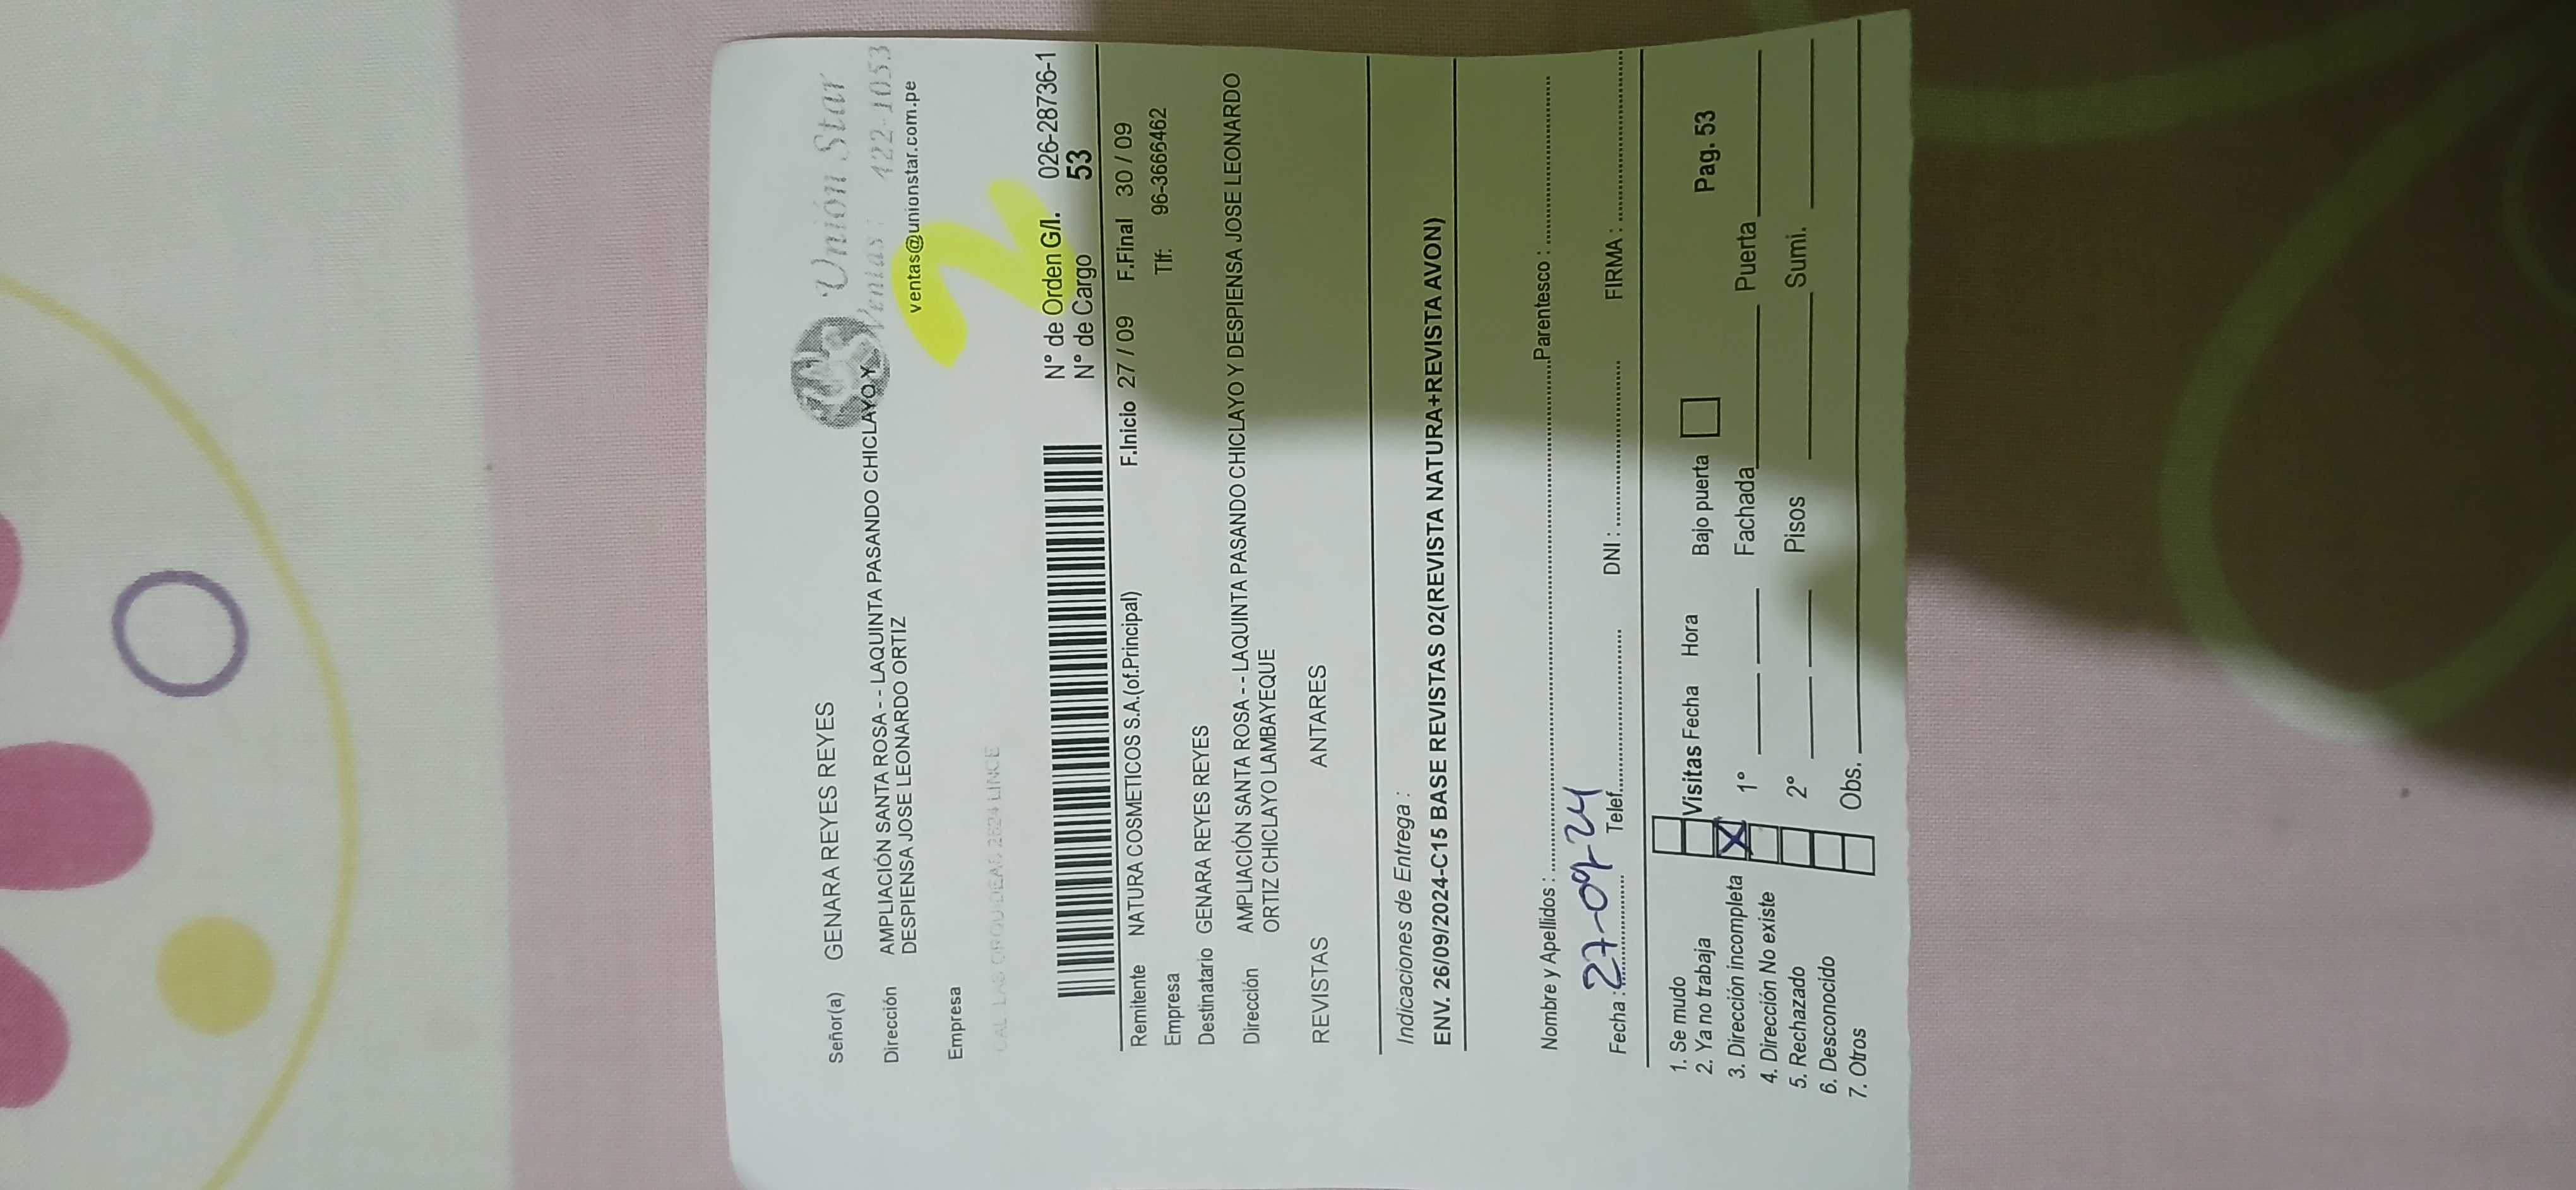 Unión Star
Ventas: 422-1053
ventas@unionstar.com.pe
Señor(a) GENARA REYES REYES
Dirección AMPLIACIÓN SANTA ROSA - - LAQUINTA PASANDO CHICLAYO Y
DESPIENSA JOSE LEONARDO ORTIZ
Empresa
CAL. LAS ORQUIDEAS 2624 LINCE
N° de Orden G/I. 026-28736-1
N° de Cargo 53
Remitente NATURA COSMETICOS S.A.(of.Principal) F.Inicio 27 / 09 F.Final 30 / 09
Empresa Tlf: 96-3666462
Destinatario GENARA REYES REYES
Dirección AMPLIACIÓN SANTA ROSA - - LAQUINTA PASANDO CHICLAYO Y DESPIENSA JOSE LEONARDO
ORTIZ CHICLAYO LAMBAYEQUE
REVISTAS ANTARES
Indicaciones de Entrega :
ENV. 26/09/2024-C15 BASE REVISTAS 02(REVISTA NATURA+REVISTA AVON)
Nombre y Apellidos : Parentesco :
Fecha : 27-09-24 Telef. DNI : FIRMA :
1. Se mudo
2. Ya no trabaja
3. Dirección incompleta X
4. Dirección No existe
5. Rechazado
6. Desconocido
7. Otros
Visitas Fecha Hora Bajo puerta Pag. 53
1° Fachada Puerta
2° Pisos Sumi.
Obs.